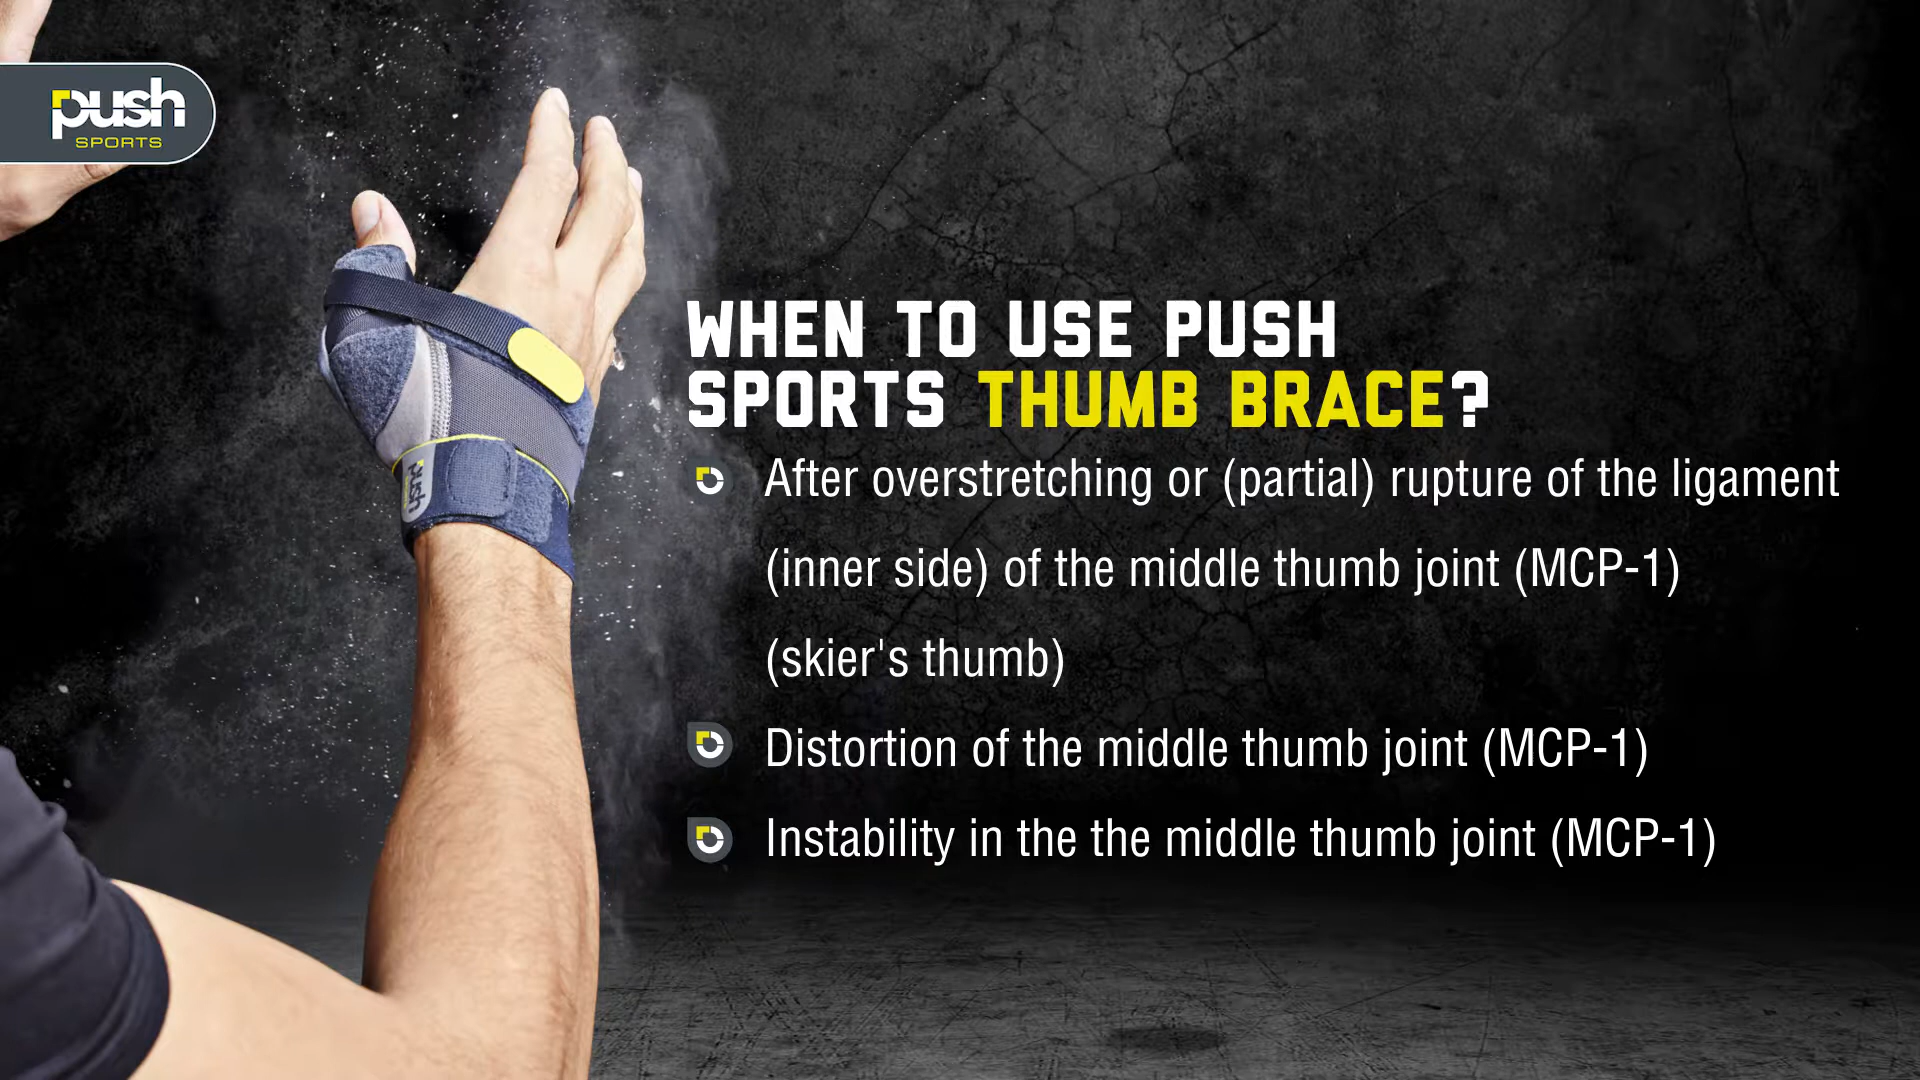 push
SPORTS
WHEN TO USE PUSH
SPORTS THUMB BRACE?
After overstretching or (partial) rupture of the ligament
(inner side) of the middle thumb joint (MCP-1)
(skier's thumb)
Distortion of the middle thumb joint (MCP-1)
Instability in the the middle thumb joint (MCP-1)
push